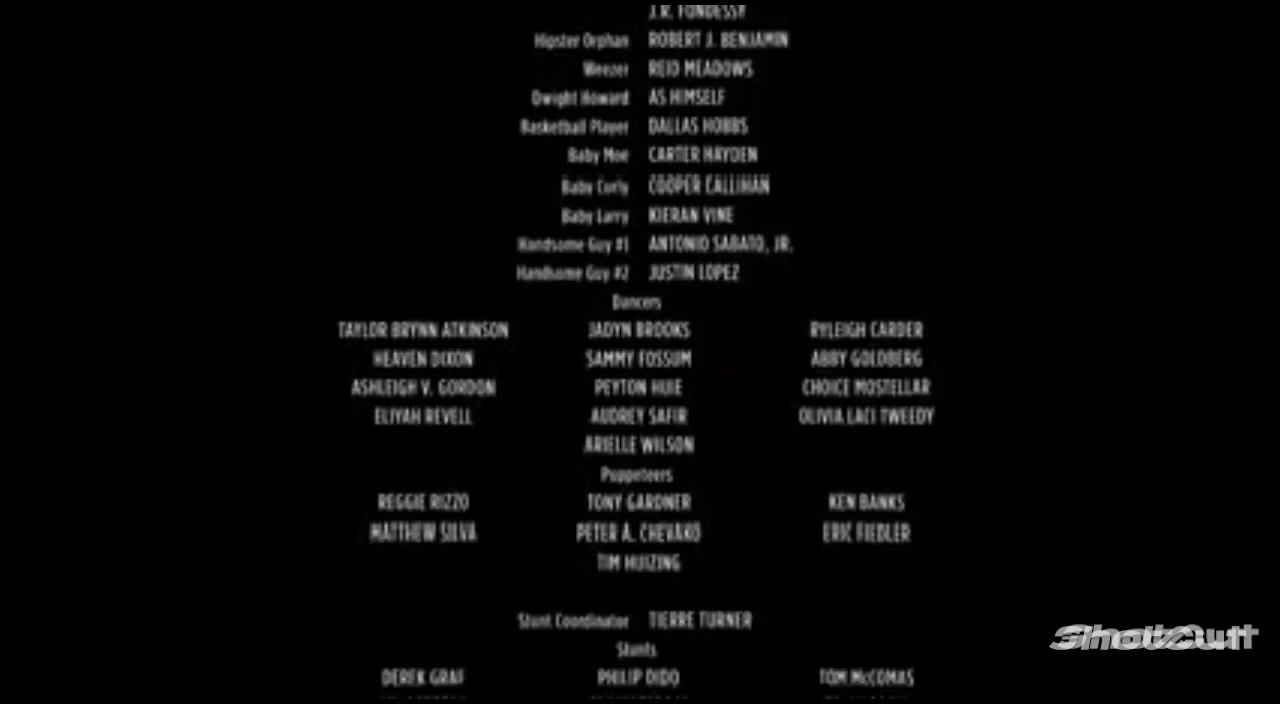 J.R. FONDESSY
Hipster Orphan ROBERT J. BENJAMIN
Weezer REID MEADOWS
Dwight Howard AS HIMSELF
Basketball Player DALLAS HOBBS
Baby Moe CARTER HAYDEN
Baby Curly COOPER CALLIHAN
Baby Larry KIERAN VINE
Handsome Guy #1 ANTONIO SABATO, JR.
Handsome Guy #2 JUSTIN LOPEZ
Dancers
TAYLOR BRYNN ATKINSON JADYN BROOKS RYLEIGH CARDER
HEAVEN DIXON SAMMY FOSSUM ABBY GOLDBERG
ASHLEIGH V. GORDON PEYTON HUIE CHOICE MOSTELLAR
ELIYAH REVELL AUDREY SAFIR OLIVIA LACI TWEEDY
ARIELLE WILSON
Puppeteers
REGGIE RIZZO TONY GARDNER KEN BANKS
MATTHEW SILVA PETER A. CHEVAKO ERIC FIEDLER
TIM HUIZING
Stunt Coordinator TIERRE TURNER
Stunts
DEREK GRAF PHILIP DIDO TOM McCOMAS
ShotCutt